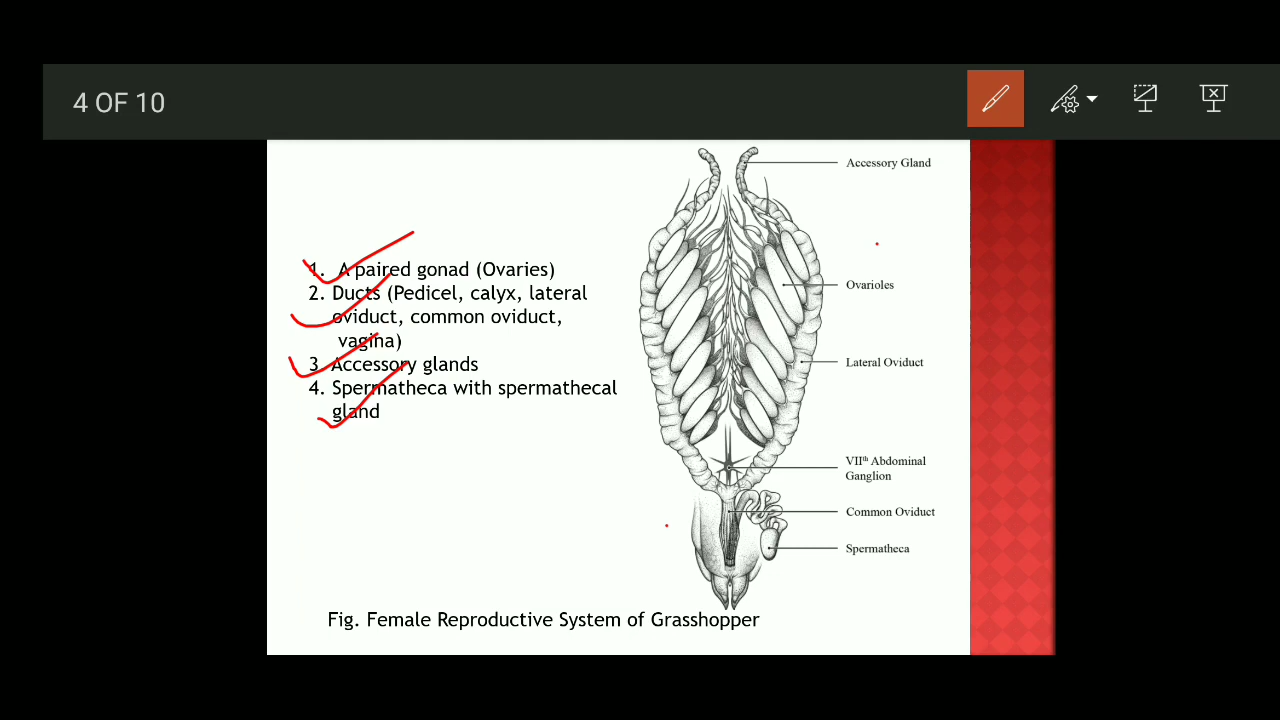 4 OF 10
1. A paired gonad (Ovaries)
2. Ducts (Pedicel, calyx, lateral
oviduct, common oviduct,
vagina)
3. Accessory glands
4. Spermatheca with spermathecal
gland
Accessory Gland
Ovarioles
Lateral Oviduct
VIIth Abdominal
Ganglion
Common Oviduct
Spermatheca
Fig. Female Reproductive System of Grasshopper